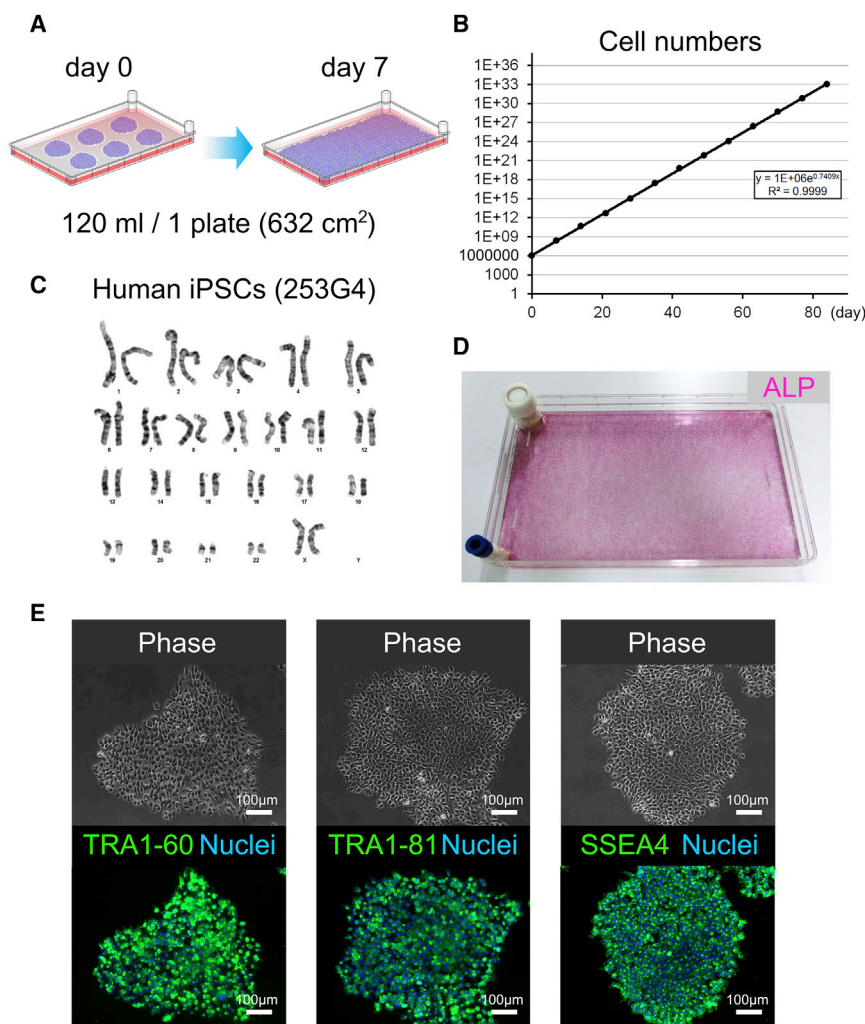 A
day 0
day 7
120 ml / 1 plate (632 cm²)
B
Cell numbers
1E+36
1E+33
1E+30
1E+27
1E+24
1E+21
1E+18
1E+15
1E+12
1E+09
1000000
1000
1
y = 1E+06e^0.7409x
R² = 0.9999
0 20 40 60 80 (day)
C
Human iPSCs (253G4)
1 2 3 4 5
6 7 8 9 10 11 12
13 14 15 16 17 18
19 20 21 22 X Y
D
ALP
E
Phase Phase Phase
100μm 100μm 100μm
TRA1-60 Nuclei TRA1-81 Nuclei SSEA4 Nuclei
100μm 100μm 100μm